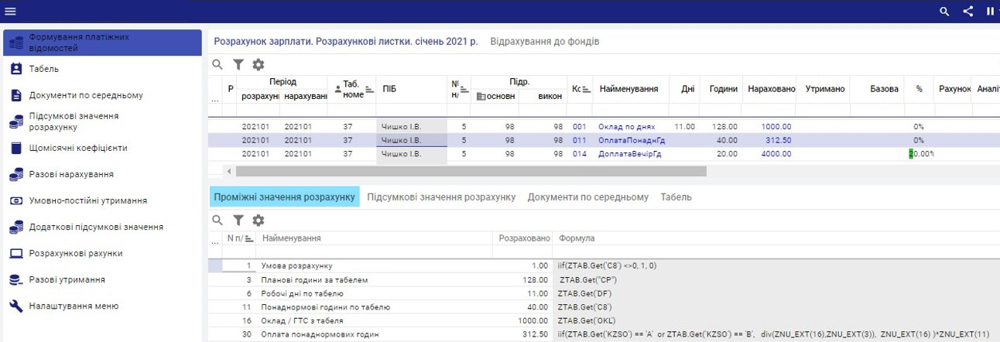 Формування платіжних
відомостей
Табель
Документи по середньому
Підсумкові значення
розрахунку
Щомісячні коефіцієнти
Разові нарахування
Умовно-постійні утримання
Додаткові підсумкові значення
Розрахункові рахунки
Разові утримання
Налаштування меню
Розрахунок зарплати. Розрахункові листки. січень 2021 р. Відрахування до фондів
... Р Період розрахунк нарахуванн Таб. номе ПІБ № н/ Підр. основн викон Кс Найменування Дні Години Нараховано Утримано Базова % Рахунок Аналіт
202101 202101 37 Чишко І.В. 5 98 98 001 Оклад по днях 11.00 128.00 1000.00 0%
202101 202101 37 Чишко І.В. 5 98 98 011 ОплатаПонаднГд 40.00 312.50 0%
202101 202101 37 Чишко І.В. 5 98 98 014 ДоплатаВечірГд 20.00 4000.00 20.00%
Проміжні значення розрахунку Підсумкові значення розрахунку Документи по середньому Табель
... N п/ Найменування Розраховано Формула
1 Умова розрахунку 1.00 iif(ZTAB.Get('C8') <>0, 1, 0)
3 Планові години за табелем 128.00 ZTAB.Get("CP")
6 Робочі дні по табелю 11.00 ZTAB.Get('DF')
11 Понаднормові години по табелю 40.00 ZTAB.Get('C8')
16 Оклад / ГТС з табеля 1000.00 ZTAB.Get('OKL')
30 Оплата понаднормових годин 312.50 iif(ZTAB.Get('KZSO') == 'A' or ZTAB.Get('KZSO') == 'B', div(ZNU_EXT(16),ZNU_EXT(3)), ZNU_EXT(16) )*ZNU_EXT(11)